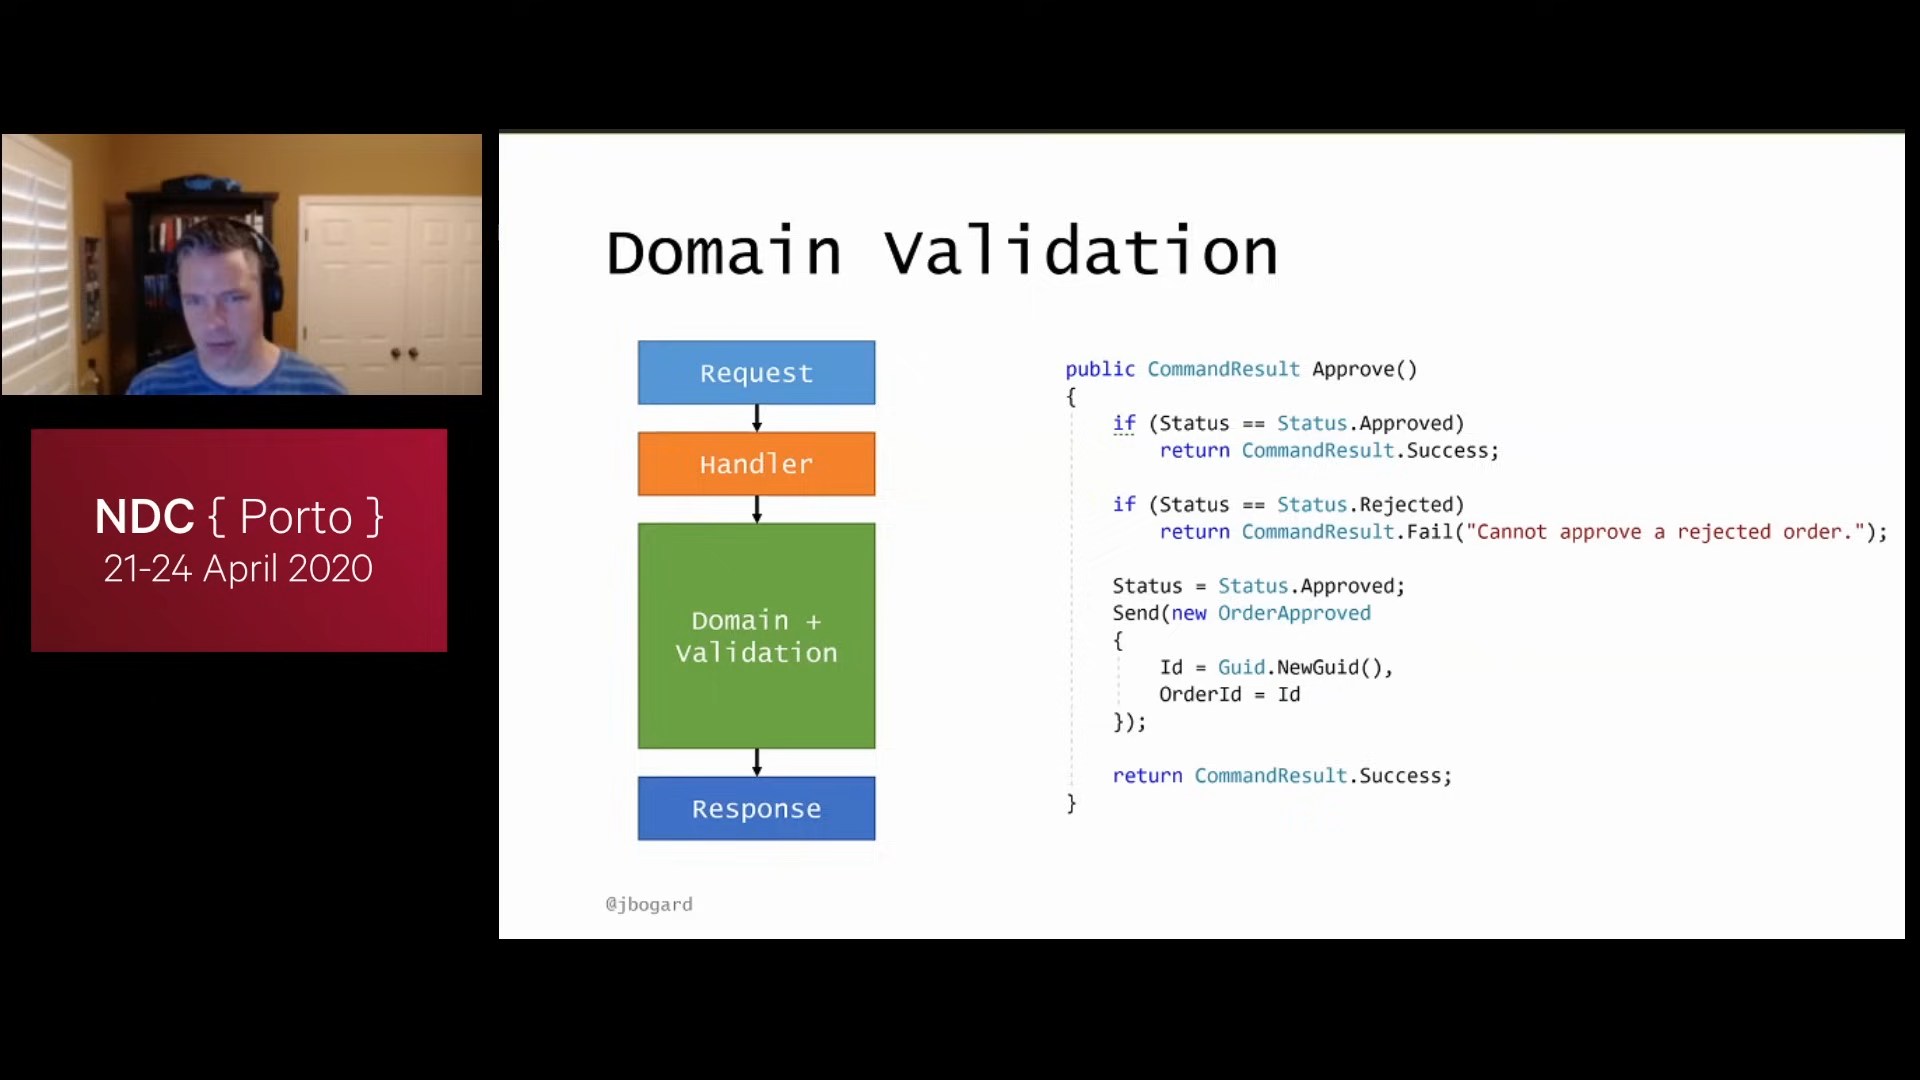 NDC { Porto }
21-24 April 2020
Domain Validation
Request
Handler
Domain +
Validation
Response
public CommandResult Approve()
{
if (Status == Status.Approved)
return CommandResult.Success;
if (Status == Status.Rejected)
return CommandResult.Fail("Cannot approve a rejected order.");
Status = Status.Approved;
Send(new OrderApproved
{
Id = Guid.NewGuid(),
OrderId = Id
});
return CommandResult.Success;
}
@jbogard